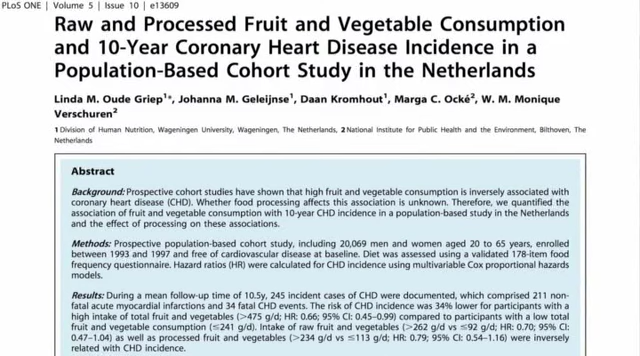 PLoS ONE | Volume 5 | Issue 10 | e13609
Raw and Processed Fruit and Vegetable Consumption
and 10-Year Coronary Heart Disease Incidence in a
Population-Based Cohort Study in the Netherlands
Linda M. Oude Griep¹*, Johanna M. Geleijnse¹, Daan Kromhout¹, Marga C. Ocké², W. M. Monique
Verschuren²
1 Division of Human Nutrition, Wageningen University, Wageningen, The Netherlands, 2 National Institute for Public Health and the Environment, Bilthoven, The
Netherlands
Abstract
Background: Prospective cohort studies have shown that high fruit and vegetable consumption is inversely associated with
coronary heart disease (CHD). Whether food processing affects this association is unknown. Therefore, we quantified the
association of fruit and vegetable consumption with 10-year CHD incidence in a population-based study in the Netherlands
and the effect of processing on these associations.
Methods: Prospective population-based cohort study, including 20,069 men and women aged 20 to 65 years, enrolled
between 1993 and 1997 and free of cardiovascular disease at baseline. Diet was assessed using a validated 178-item food
frequency questionnaire. Hazard ratios (HR) were calculated for CHD incidence using multivariable Cox proportional hazards
models.
Results: During a mean follow-up time of 10.5y, 245 incident cases of CHD were documented, which comprised 211 non-
fatal acute myocardial infarctions and 34 fatal CHD events. The risk of CHD incidence was 34% lower for participants with a
high intake of total fruit and vegetables (>475 g/d; HR: 0.66; 95% CI: 0.45-0.99) compared to participants with a low total
fruit and vegetable consumption (≤241 g/d). Intake of raw fruit and vegetables (>262 g/d vs ≤92 g/d; HR: 0.70; 95% CI:
0.47-1.04) as well as processed fruit and vegetables (>234 g/d vs ≤113 g/d; HR: 0.79; 95% CI: 0.54-1.16) were inversely
related with CHD incidence.